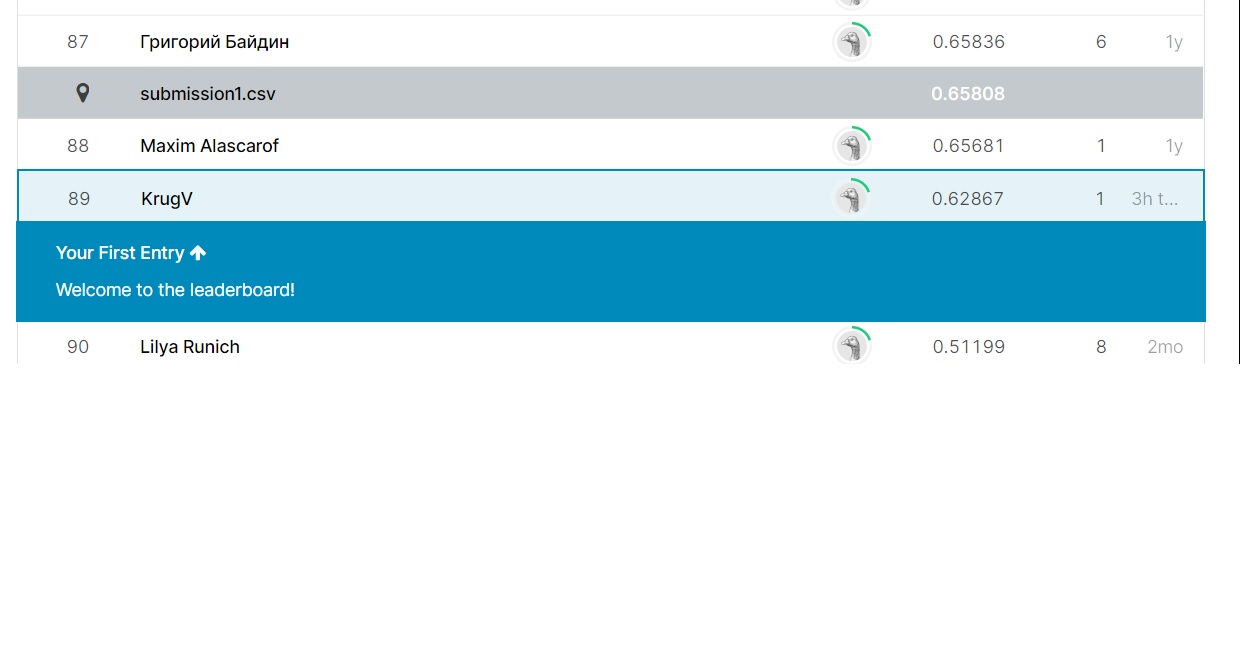 87 Григорий Байдин 0.65836 6 1y
submission1.csv 0.65808
88 Maxim Alascarof 0.65681 1 1y
89 KrugV 0.62867 1 3h t...
Your First Entry
Welcome to the leaderboard!
90 Lilya Runich 0.51199 8 2mo